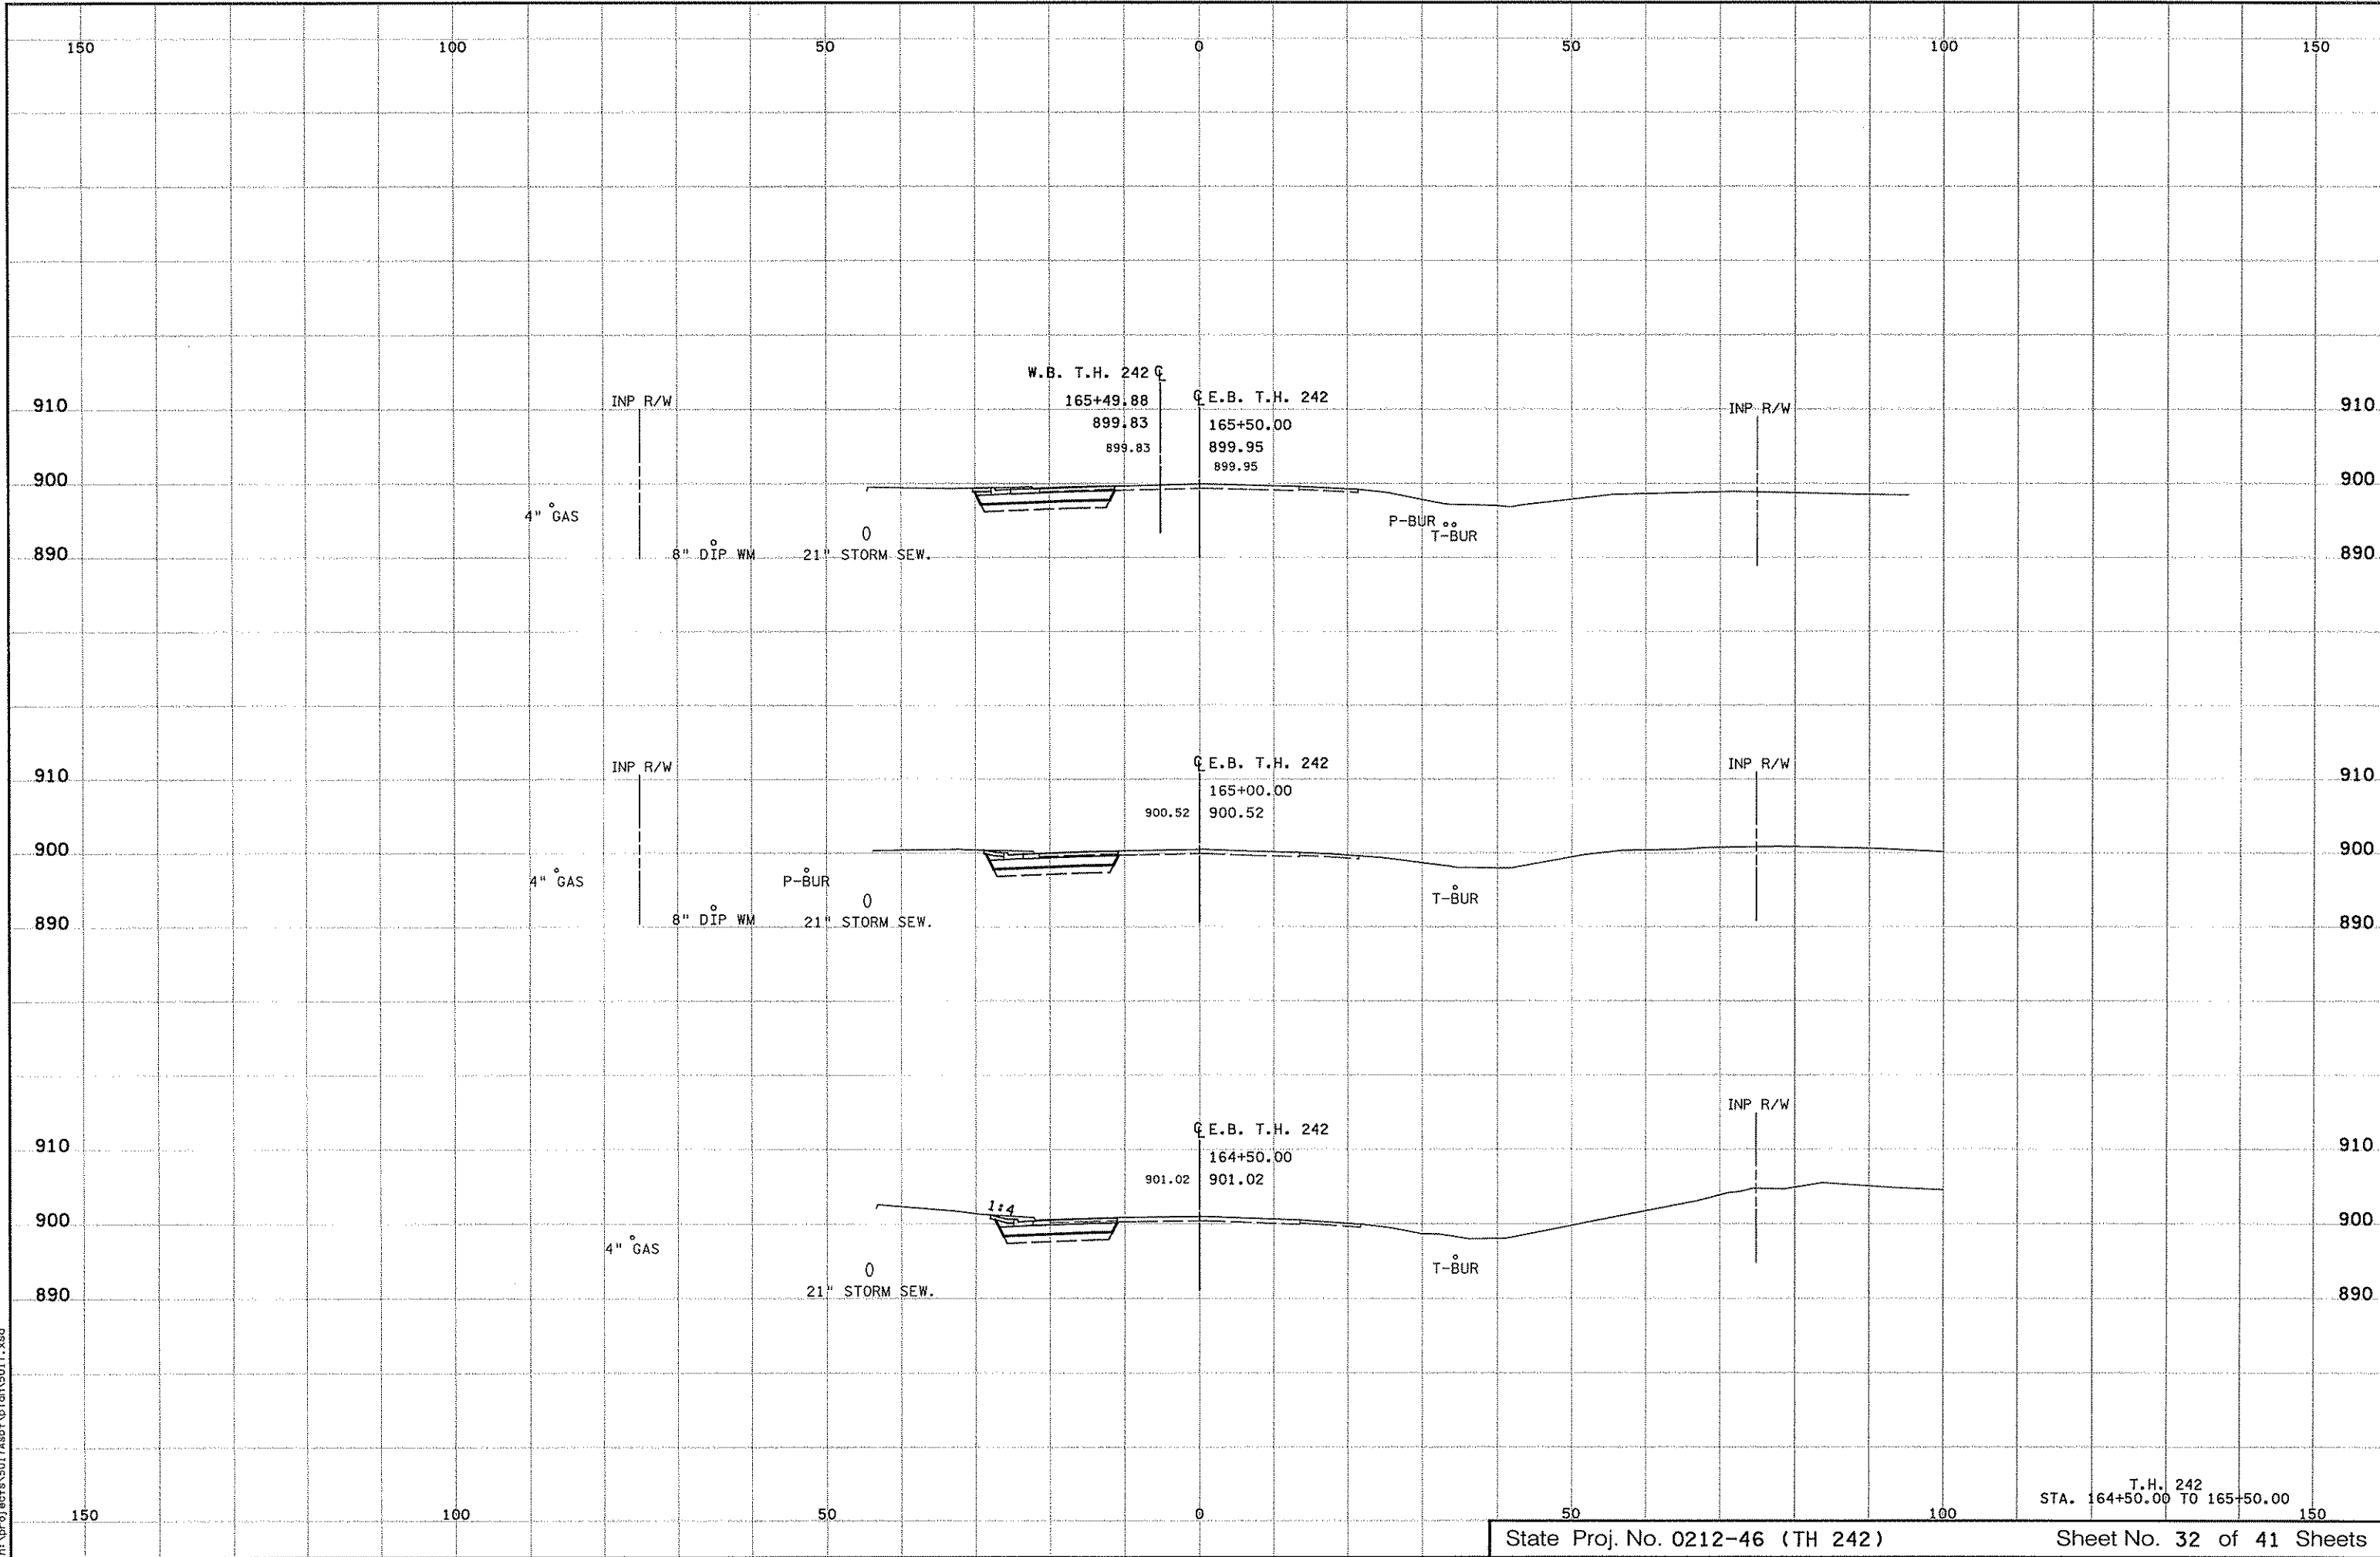 150 100 50 0 50 100 150
W.B. T.H. 242 ℄
INP R/W 165+49.88 ℄ E.B. T.H. 242 INP R/W
910 899.83 165+50.00 910
899.83 899.95
899.95
900 900
4" GAS P-BUR
8" DIP WM 0 T-BUR
890 21" STORM SEW. 890
INP R/W ℄ E.B. T.H. 242 INP R/W
910 165+00.00 910
900.52 900.52
900 900
4" GAS P-BUR
8" DIP WM 0 T-BUR
890 21" STORM SEW. 890
INP R/W
℄ E.B. T.H. 242
910 164+50.00 910
901.02 901.02
1:4
900 900
4" GAS
0 T-BUR
890 21" STORM SEW. 890
T.H. 242
STA. 164+50.00 TO 165+50.00
150 100 50 0 50 100 150
State Proj. No. 0212-46 (TH 242) Sheet No. 32 of 41 Sheets